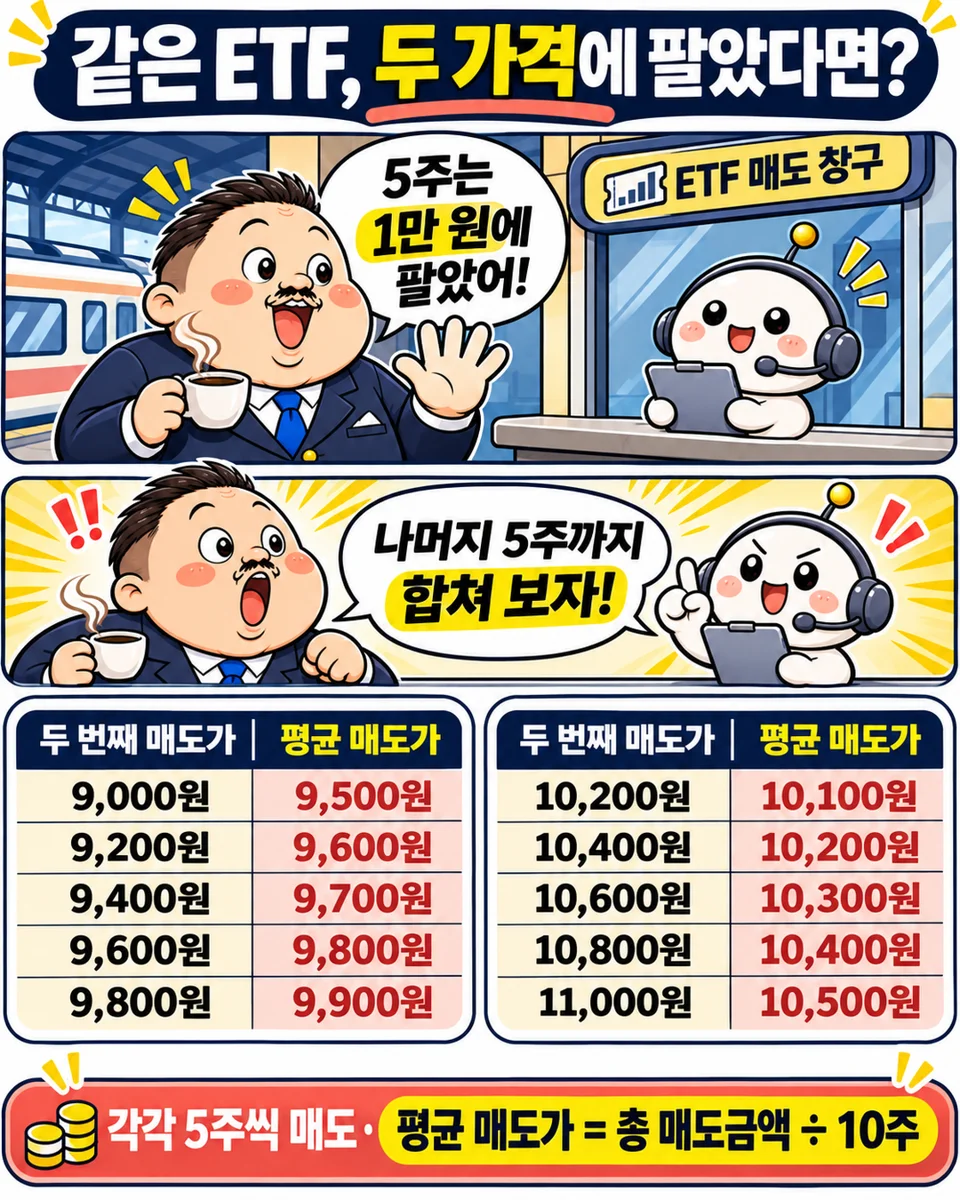 같은 ETF, 두 가격에 팔았다면?
5주는
1만 원에
팔았어!
ETF 매도 창구
나머지 5주까지
합쳐 보자!
두 번째 매도가 | 평균 매도가
9,000원 9,500원
9,200원 9,600원
9,400원 9,700원
9,600원 9,800원
9,800원 9,900원
두 번째 매도가 | 평균 매도가
10,200원 10,100원
10,400원 10,200원
10,600원 10,300원
10,800원 10,400원
11,000원 10,500원
각각 5주씩 매도· 평균 매도가 = 총 매도금액 ÷ 10주